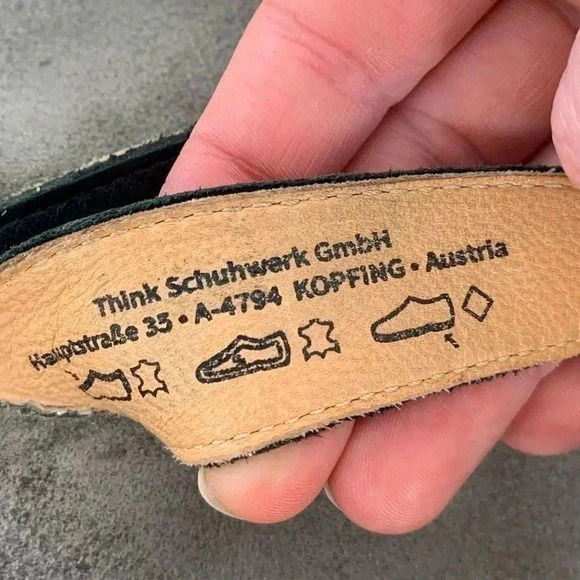 Think Schuhwerk GmbH
Hauptstraße 33 • A-4794 KOPFING • Austria